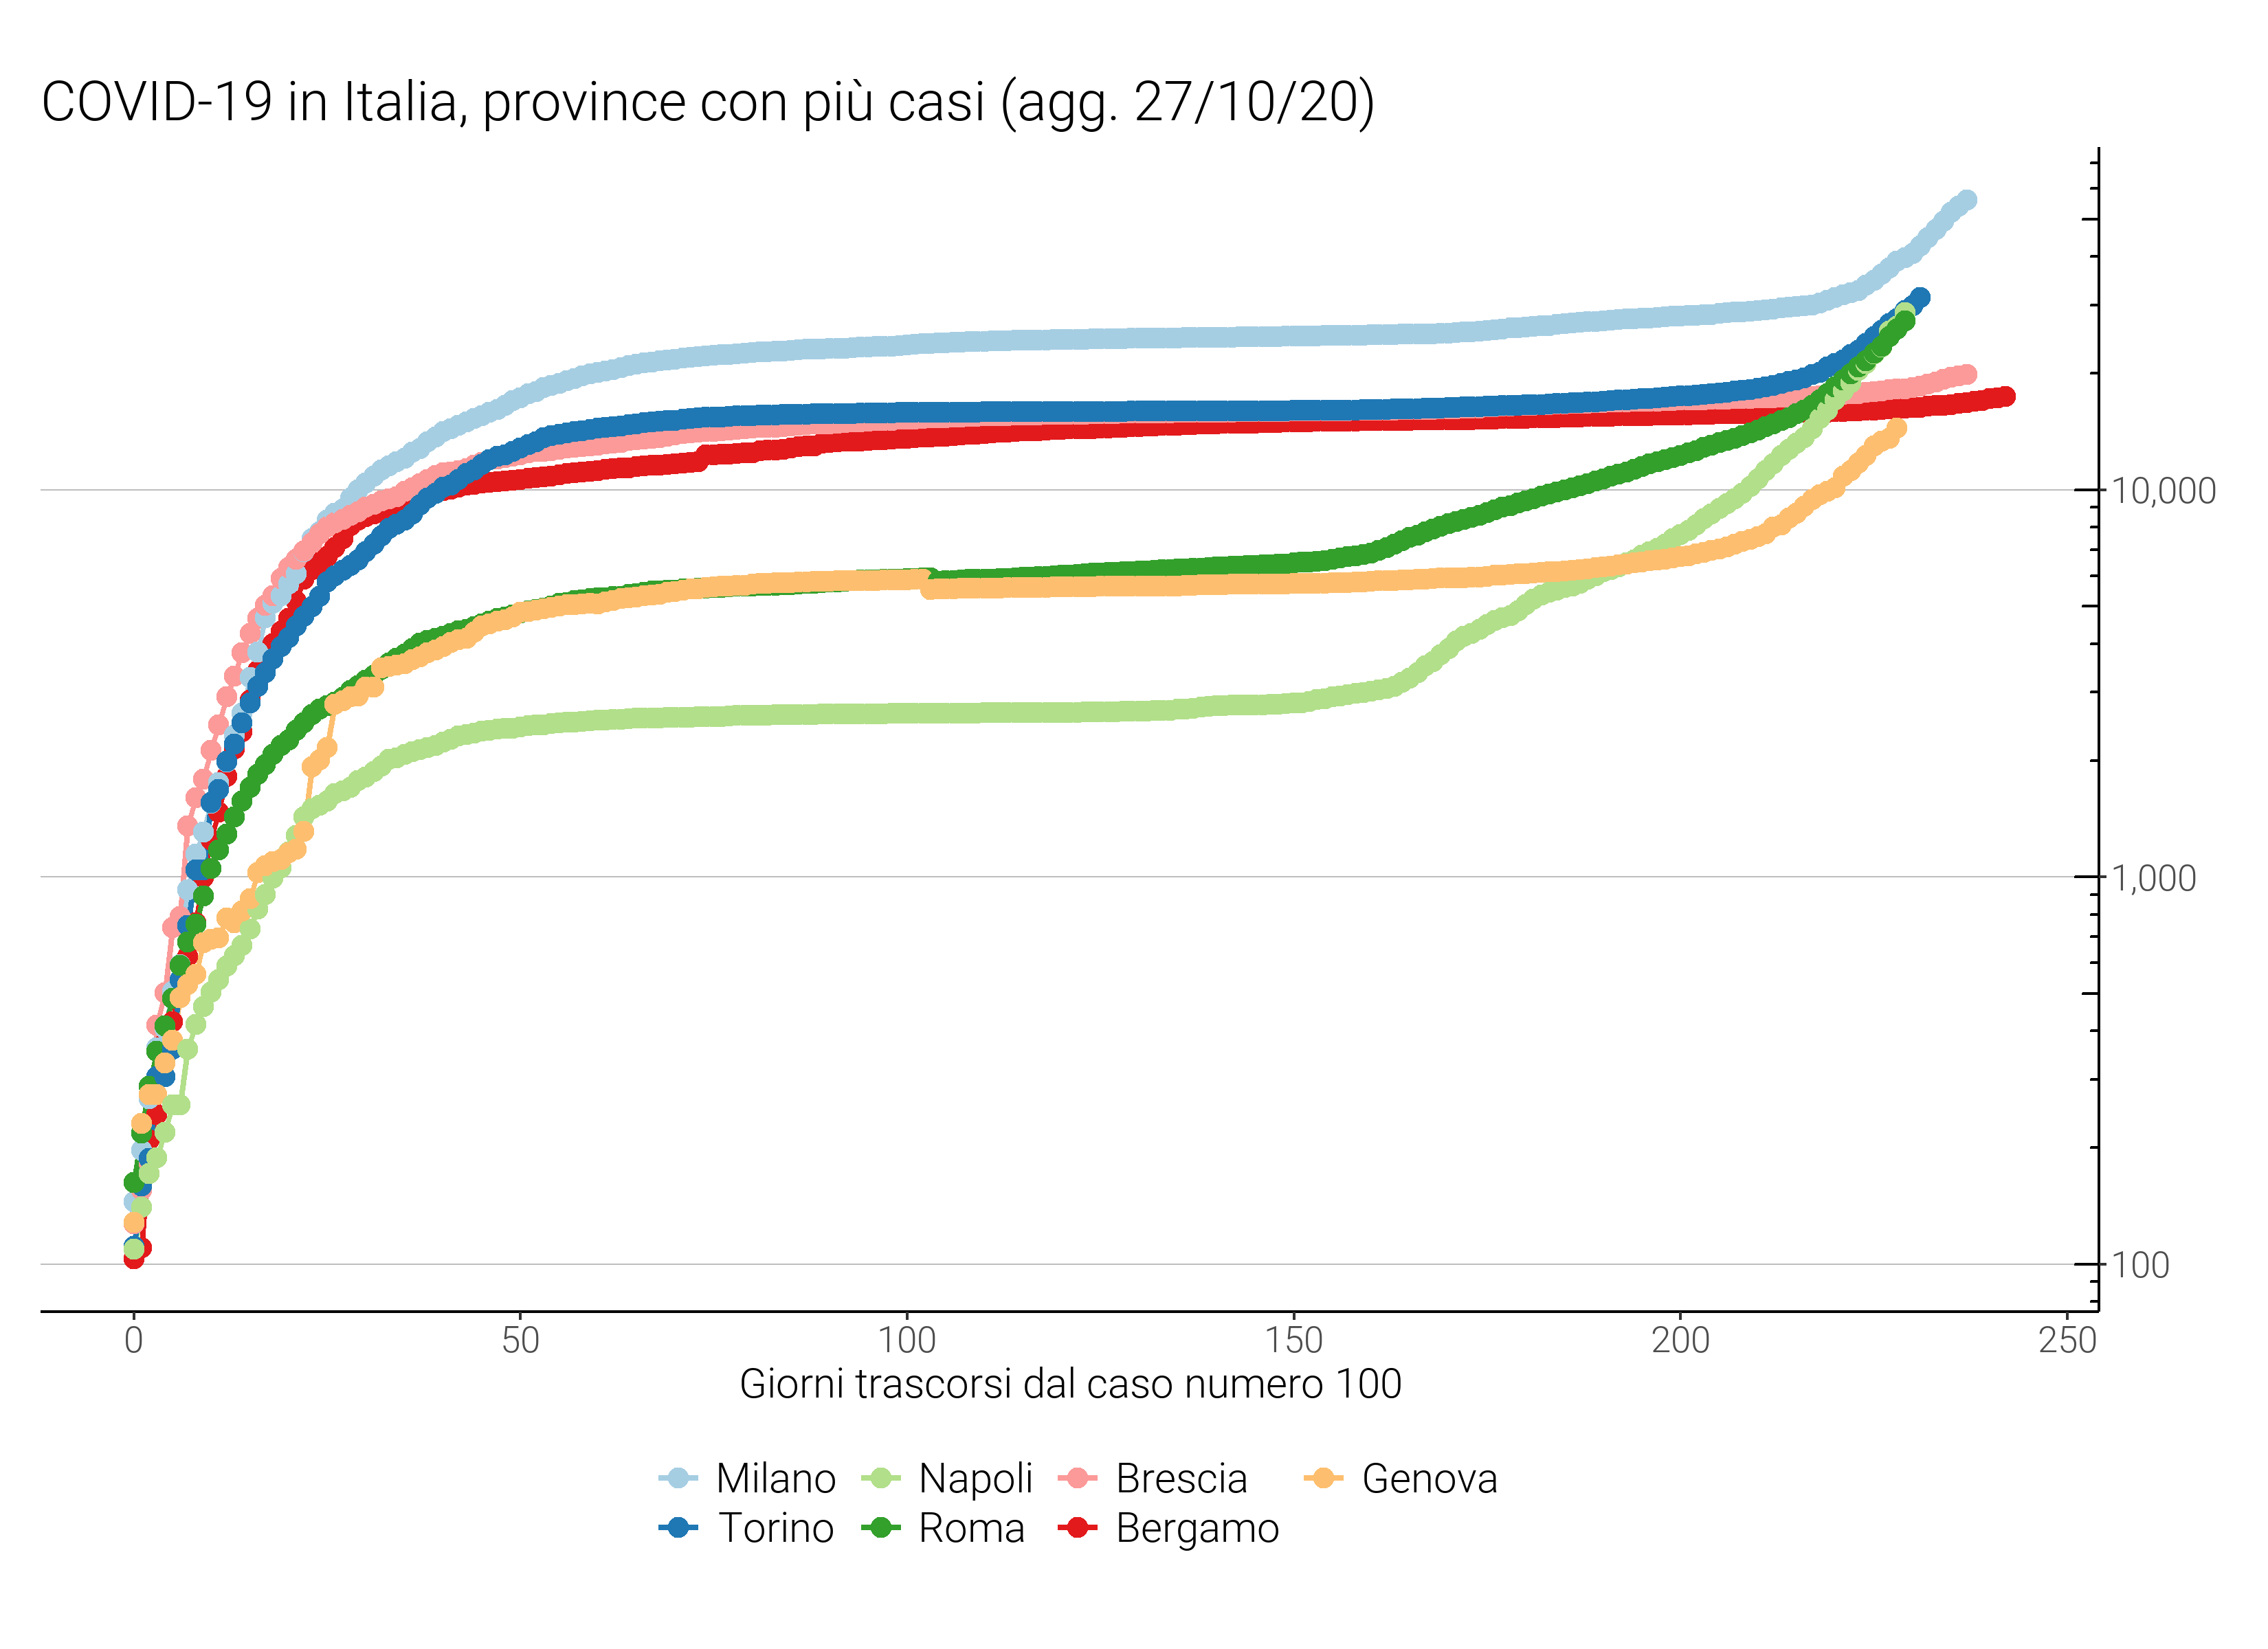 COVID-19 in Italia, province con più casi (agg. 27/10/20)
10,000
1,000
100
0 50 100 150 200 250
Giorni trascorsi dal caso numero 100
Milano Napoli Brescia Genova
Torino Roma Bergamo